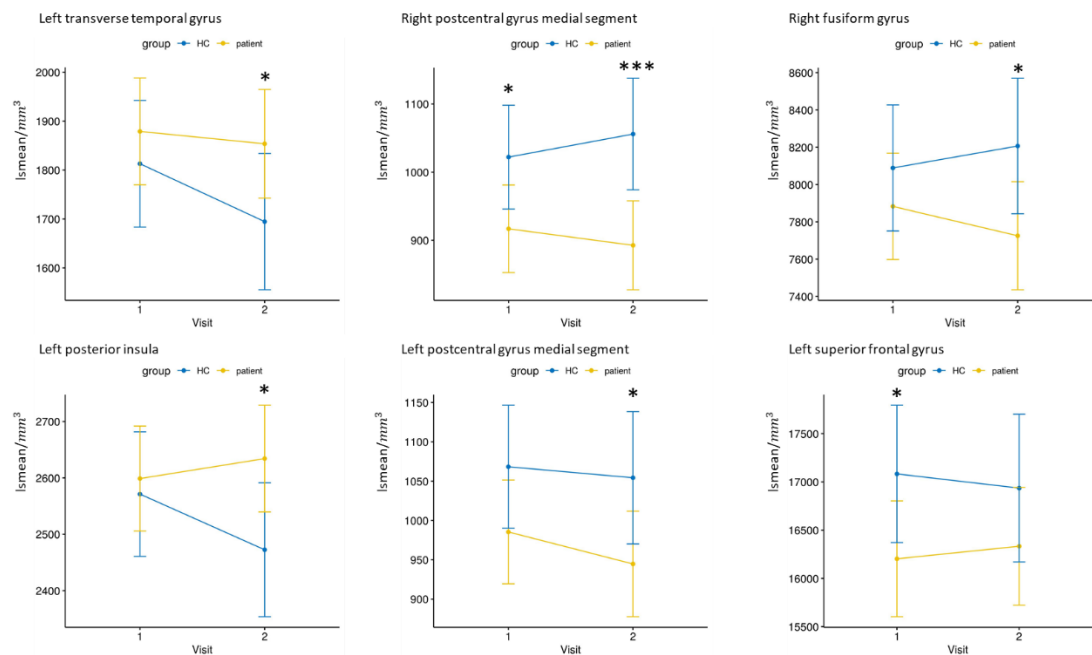 Left transverse temporal gyrus
group HC patient
*
2000
1900
1800
1700
1600
lsmean/mm³
1 2
Visit
Right postcentral gyrus medial segment
group HC patient
* ***
1100
1000
900
lsmean/mm³
1 2
Visit
Right fusiform gyrus
group HC patient
*
8600
8400
8200
8000
7800
7600
7400
lsmean/mm³
1 2
Visit
Left posterior insula
group HC patient
*
2700
2600
2500
2400
lsmean/mm³
1 2
Visit
Left postcentral gyrus medial segment
group HC patient
*
1150
1100
1050
1000
950
900
lsmean/mm³
1 2
Visit
Left superior frontal gyrus
group HC patient
*
17500
17000
16500
16000
15500
lsmean/mm³
1 2
Visit